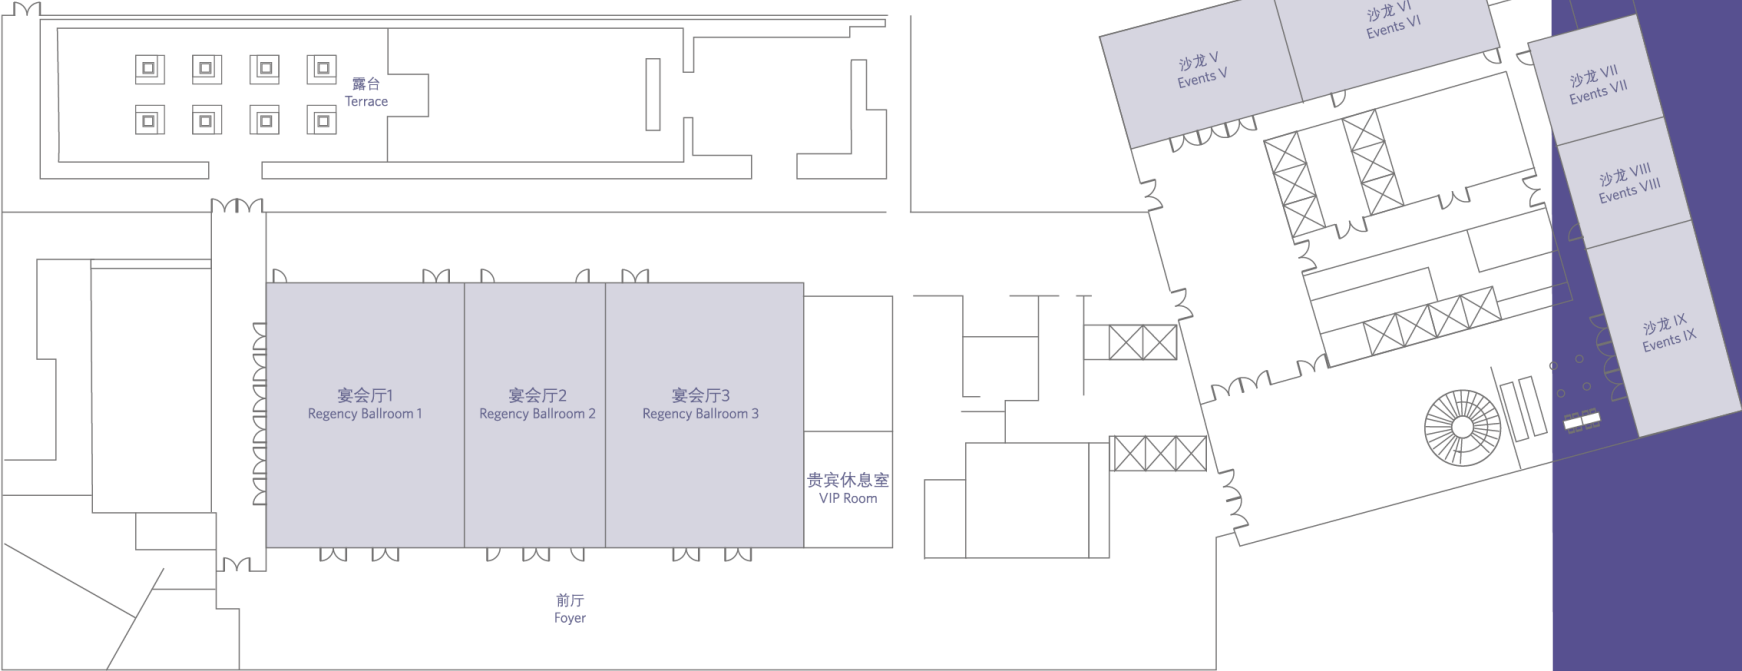 沙龙 VI
Events VI
沙龙 V
Events V
沙龙 VII
Events VII
露台
Terrace
沙龙 VIII
Events VIII
沙龙 IX
Events IX
宴会厅1
Regency Ballroom 1
宴会厅2
Regency Ballroom 2
宴会厅3
Regency Ballroom 3
贵宾休息室
VIP Room
前厅
Foyer